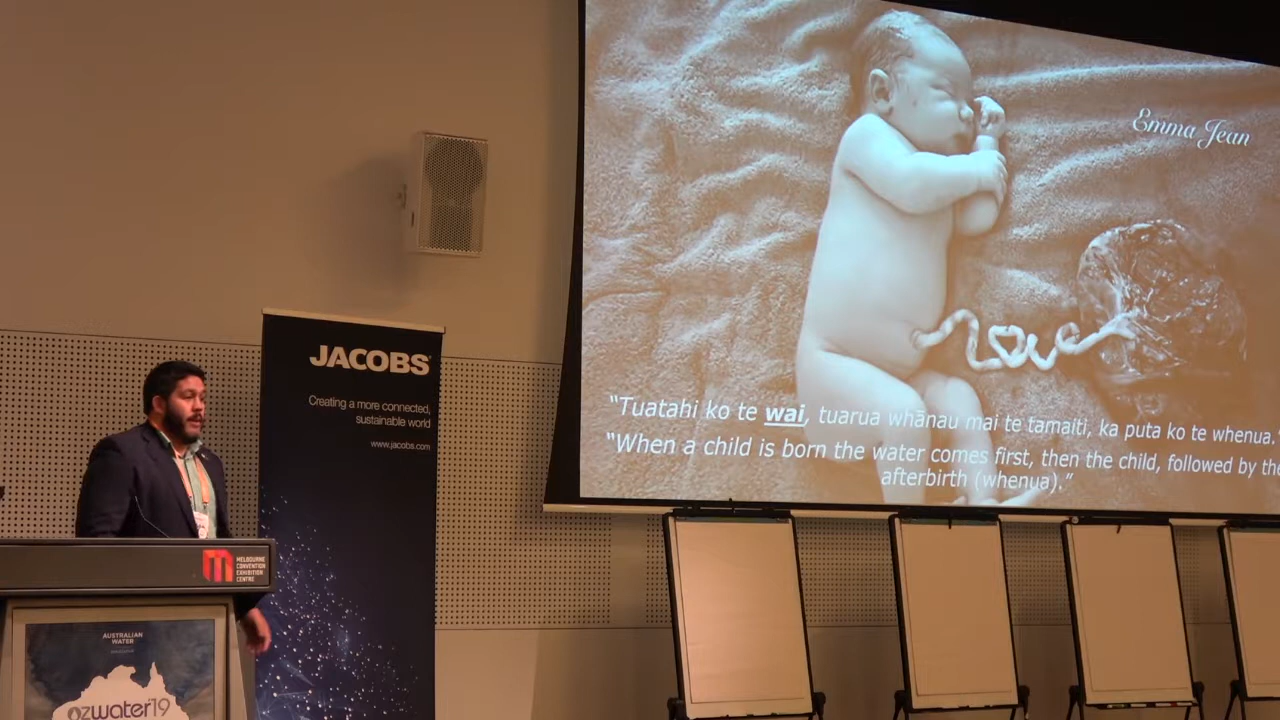 Emma Jean
"Tuatahi ko te wai, tuarua whānau mai te tamaiti, ka puta ko te whenua."
"When a child is born the water comes first, then the child, followed by the
afterbirth (whenua)."
love
JACOBS
Creating a more connected,
sustainable world
www.jacobs.com
MELBOURNE
CONVENTION
EXHIBITION
CENTRE
AUSTRALIAN
WATER
ozwater'19